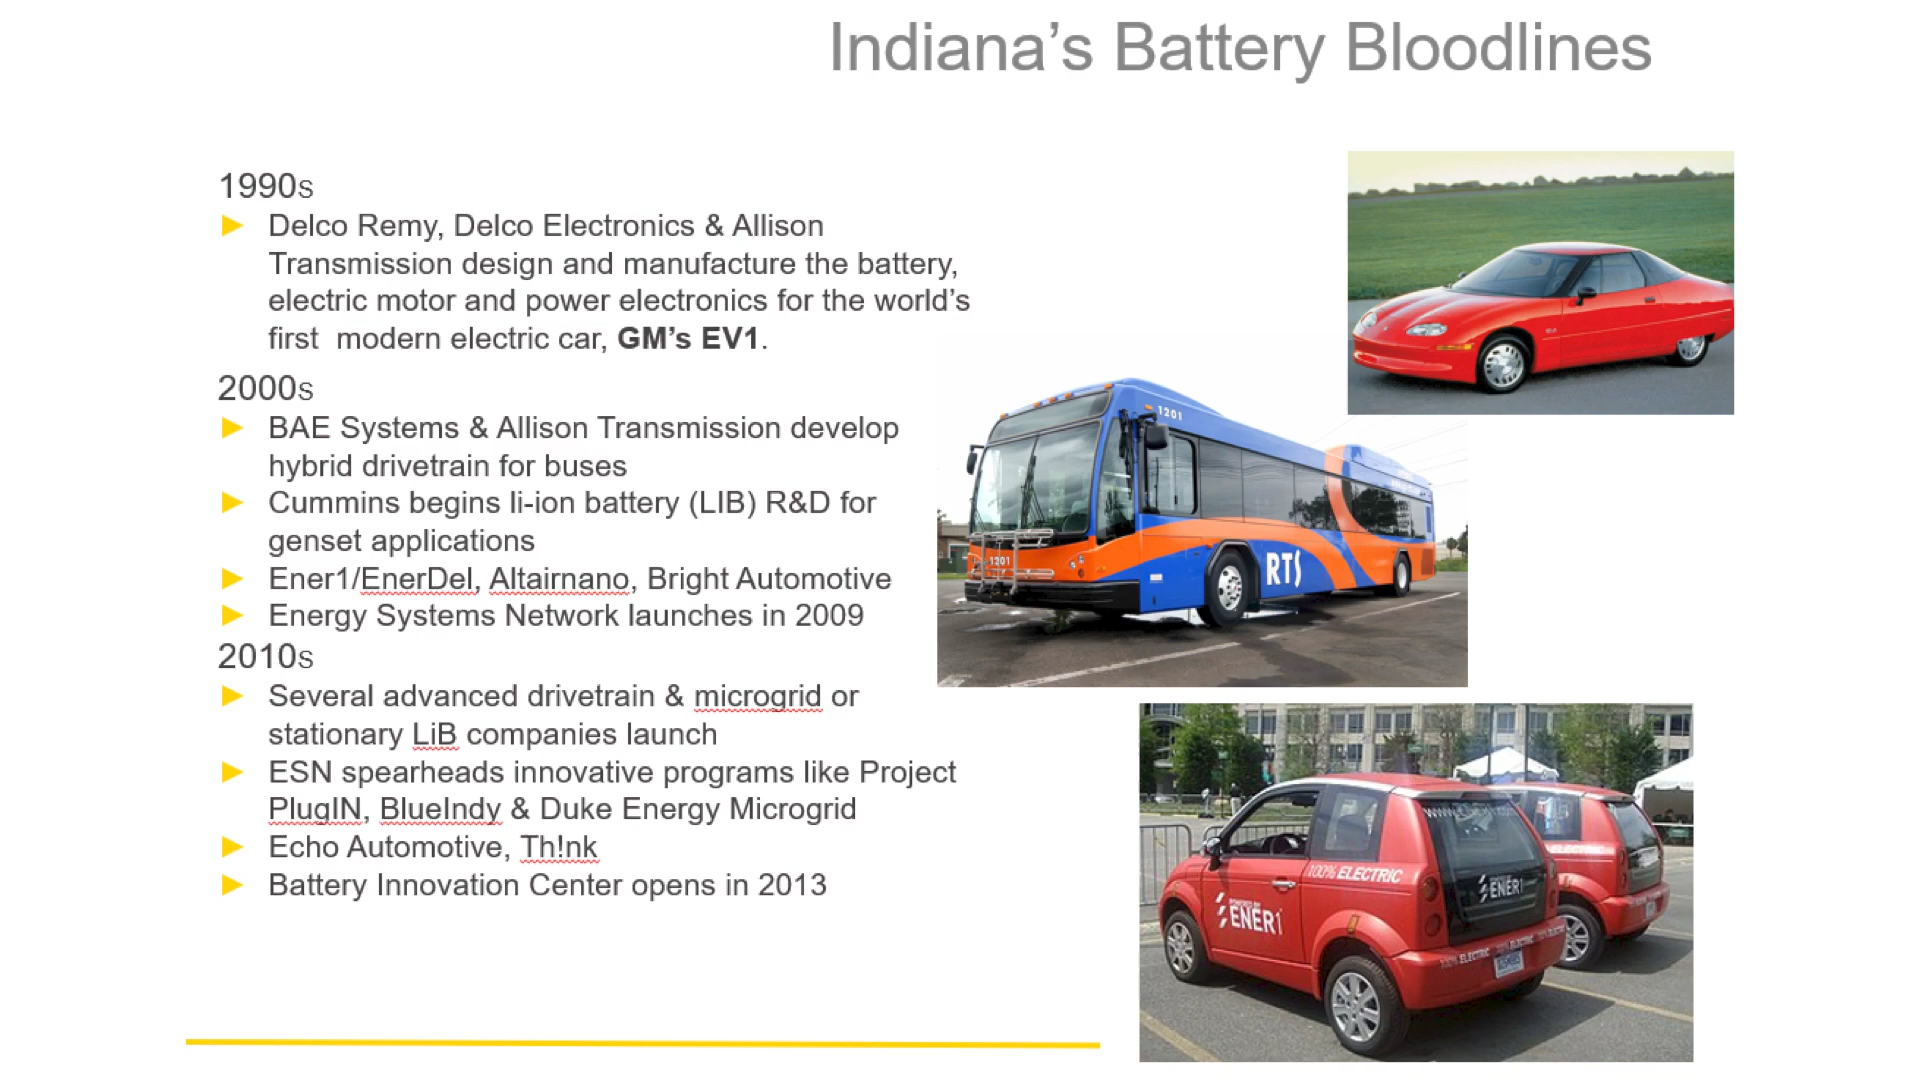 Indiana’s Battery Bloodlines
1990s
► Delco Remy, Delco Electronics & Allison
Transmission design and manufacture the battery,
electric motor and power electronics for the world’s
first modern electric car, GM’s EV1.
2000s
► BAE Systems & Allison Transmission develop
hybrid drivetrain for buses
► Cummins begins li-ion battery (LIB) R&D for
genset applications
► Ener1/EnerDel, Altairnano, Bright Automotive
► Energy Systems Network launches in 2009
2010s
► Several advanced drivetrain & microgrid or
stationary LiB companies launch
► ESN spearheads innovative programs like Project
PlugIN, BlueIndy & Duke Energy Microgrid
► Echo Automotive, Th!nk
► Battery Innovation Center opens in 2013
1201
1201
RTS
100% ELECTRIC
ELECTRIC
POWERED BY
ENER1
ENER1
100% ELECTRIC